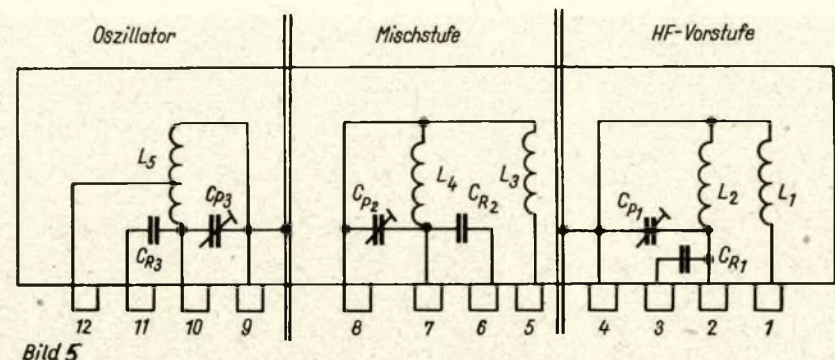 Oszillator
Mischstufe
HF-Vorstufe
L5
CP3
CR3
CP2
L4
CR2
L3
CP1
L2
L1
CR1
12 11 10 9 8 7 6 5 4 3 2 1
Bild 5